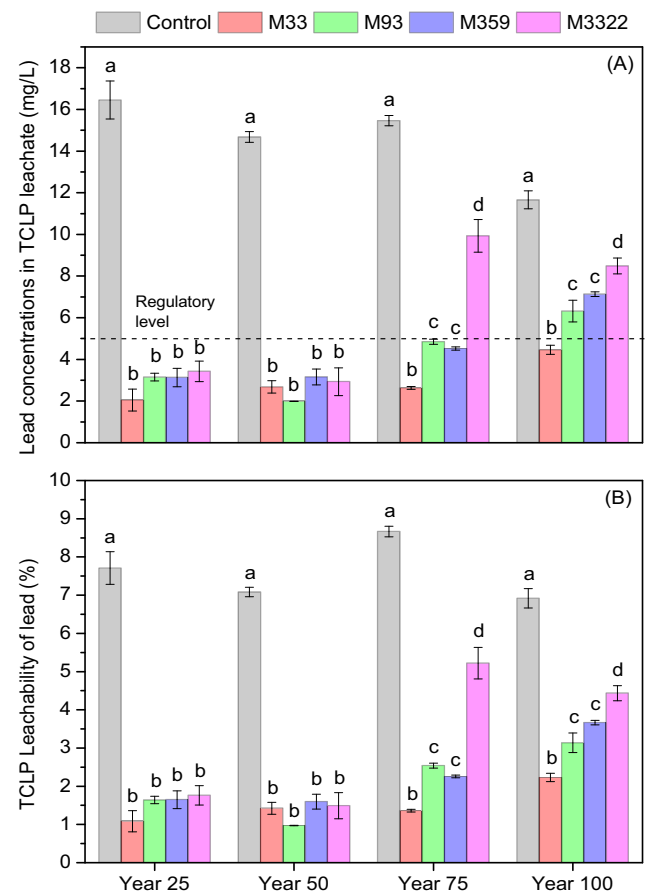 Control M33 M93 M359 M3322
(A)
Lead concentrations in TCLP leachate (mg/L)
18
16
14
12
10
8
6
4
2
0
Regulatory
level
a b b b b
a b b b b
a b c c d
a b c c d
(B)
TCLP Leachability of lead (%)
10
9
8
7
6
5
4
3
2
1
0
a b b b b
a b b b b
a b c c d
a b c c d
Year 25 Year 50 Year 75 Year 100